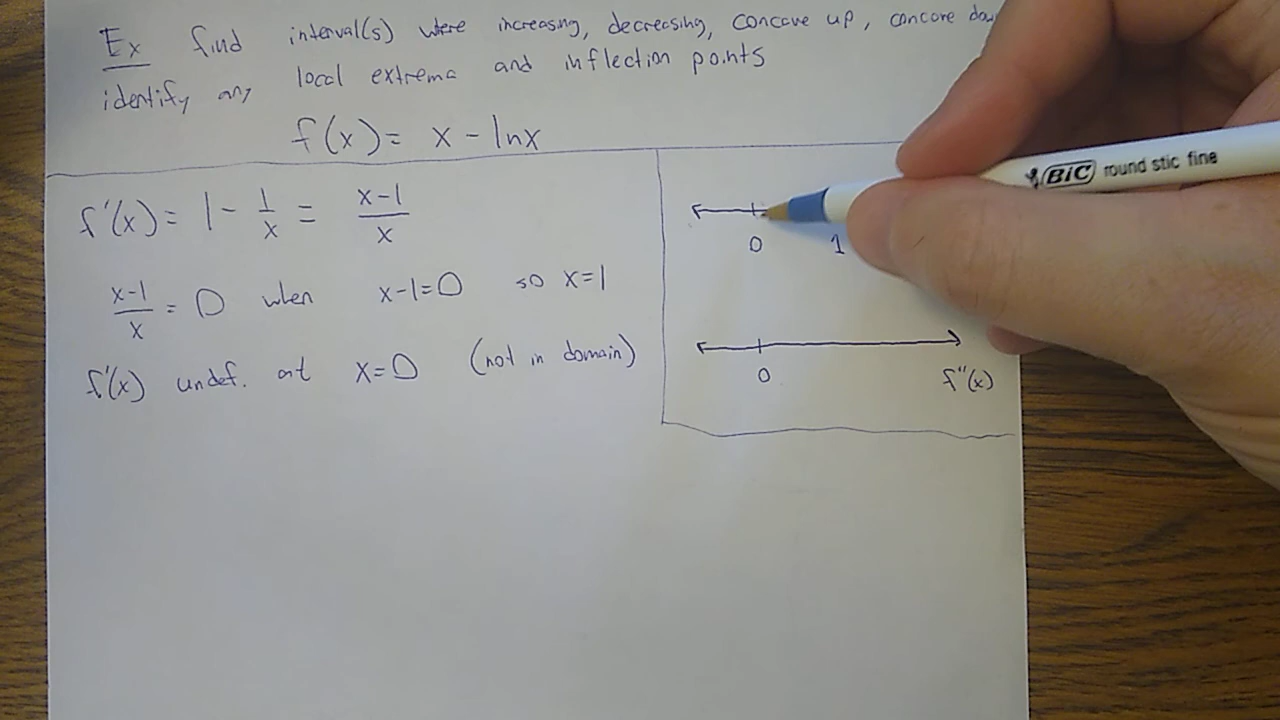 Ex find interval(s) where increasing, decreasing, concave up, concave
identify any local extrema and inflection points
f(x) = x - lnx
f'(x) = 1 - 1/x = x-1/x
x-1/x = 0 when x-1=0 so x=1
f'(x) undef. at x=0 (not in domain)
0 1
0 f''(x)
BIC round stic fine